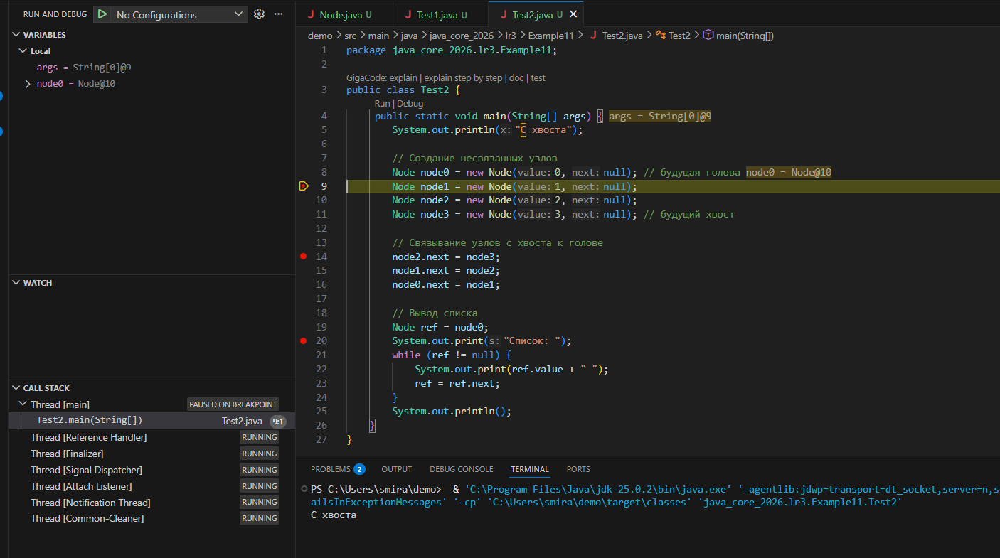 RUN AND DEBUG No Configurations ...
VARIABLES
Local
args = String[0]@9
node0 = Node@10
WATCH
CALL STACK
Thread [main] PAUSED ON BREAKPOINT
Test2.main(String[]) Test2.java 9:1
Thread [Reference Handler] RUNNING
Thread [Finalizer] RUNNING
Thread [Signal Dispatcher] RUNNING
Thread [Attach Listener] RUNNING
Thread [Notification Thread] RUNNING
Thread [Common-Cleaner] RUNNING
J Node.java U J Test1.java U J Test2.java U
demo > src > main > java > java_core_2026 > lr3 > Example11 > J Test2.java > Test2 > main(String[])
1 package java_core_2026.lr3.Example11;
2
GigaCode: explain | explain step by step | doc | test
3 public class Test2 {
Run | Debug
4 public static void main(String[] args) { args = String[0]@9
5 System.out.println(x: "С хвоста");
6
7 // Создание несвязанных узлов
8 Node node0 = new Node(value: 0, next: null); // будущая голова node0 = Node@10
9 Node node1 = new Node(value: 1, next: null);
10 Node node2 = new Node(value: 2, next: null);
11 Node node3 = new Node(value: 3, next: null); // будущий хвост
12
13 // Связывание узлов с хвоста к голове
14 node2.next = node3;
15 node1.next = node2;
16 node0.next = node1;
17
18 // Вывод списка
19 Node ref = node0;
20 System.out.print(s: "Список: ");
21 while (ref != null) {
22 System.out.print(ref.value + " ");
23 ref = ref.next;
24 }
25 System.out.println();
26 }
27 }
PROBLEMS 2 OUTPUT DEBUG CONSOLE TERMINAL PORTS
PS C:\Users\smira\demo> & 'C:\Program Files\Java\jdk-25.0.2\bin\java.exe' '-agentlib:jdwp=transport=dt_socket,server=n,s
ailsInExceptionMessages' '-cp' 'C:\Users\smira\demo\target\classes' 'java_core_2026.lr3.Example11.Test2'
С хвоста